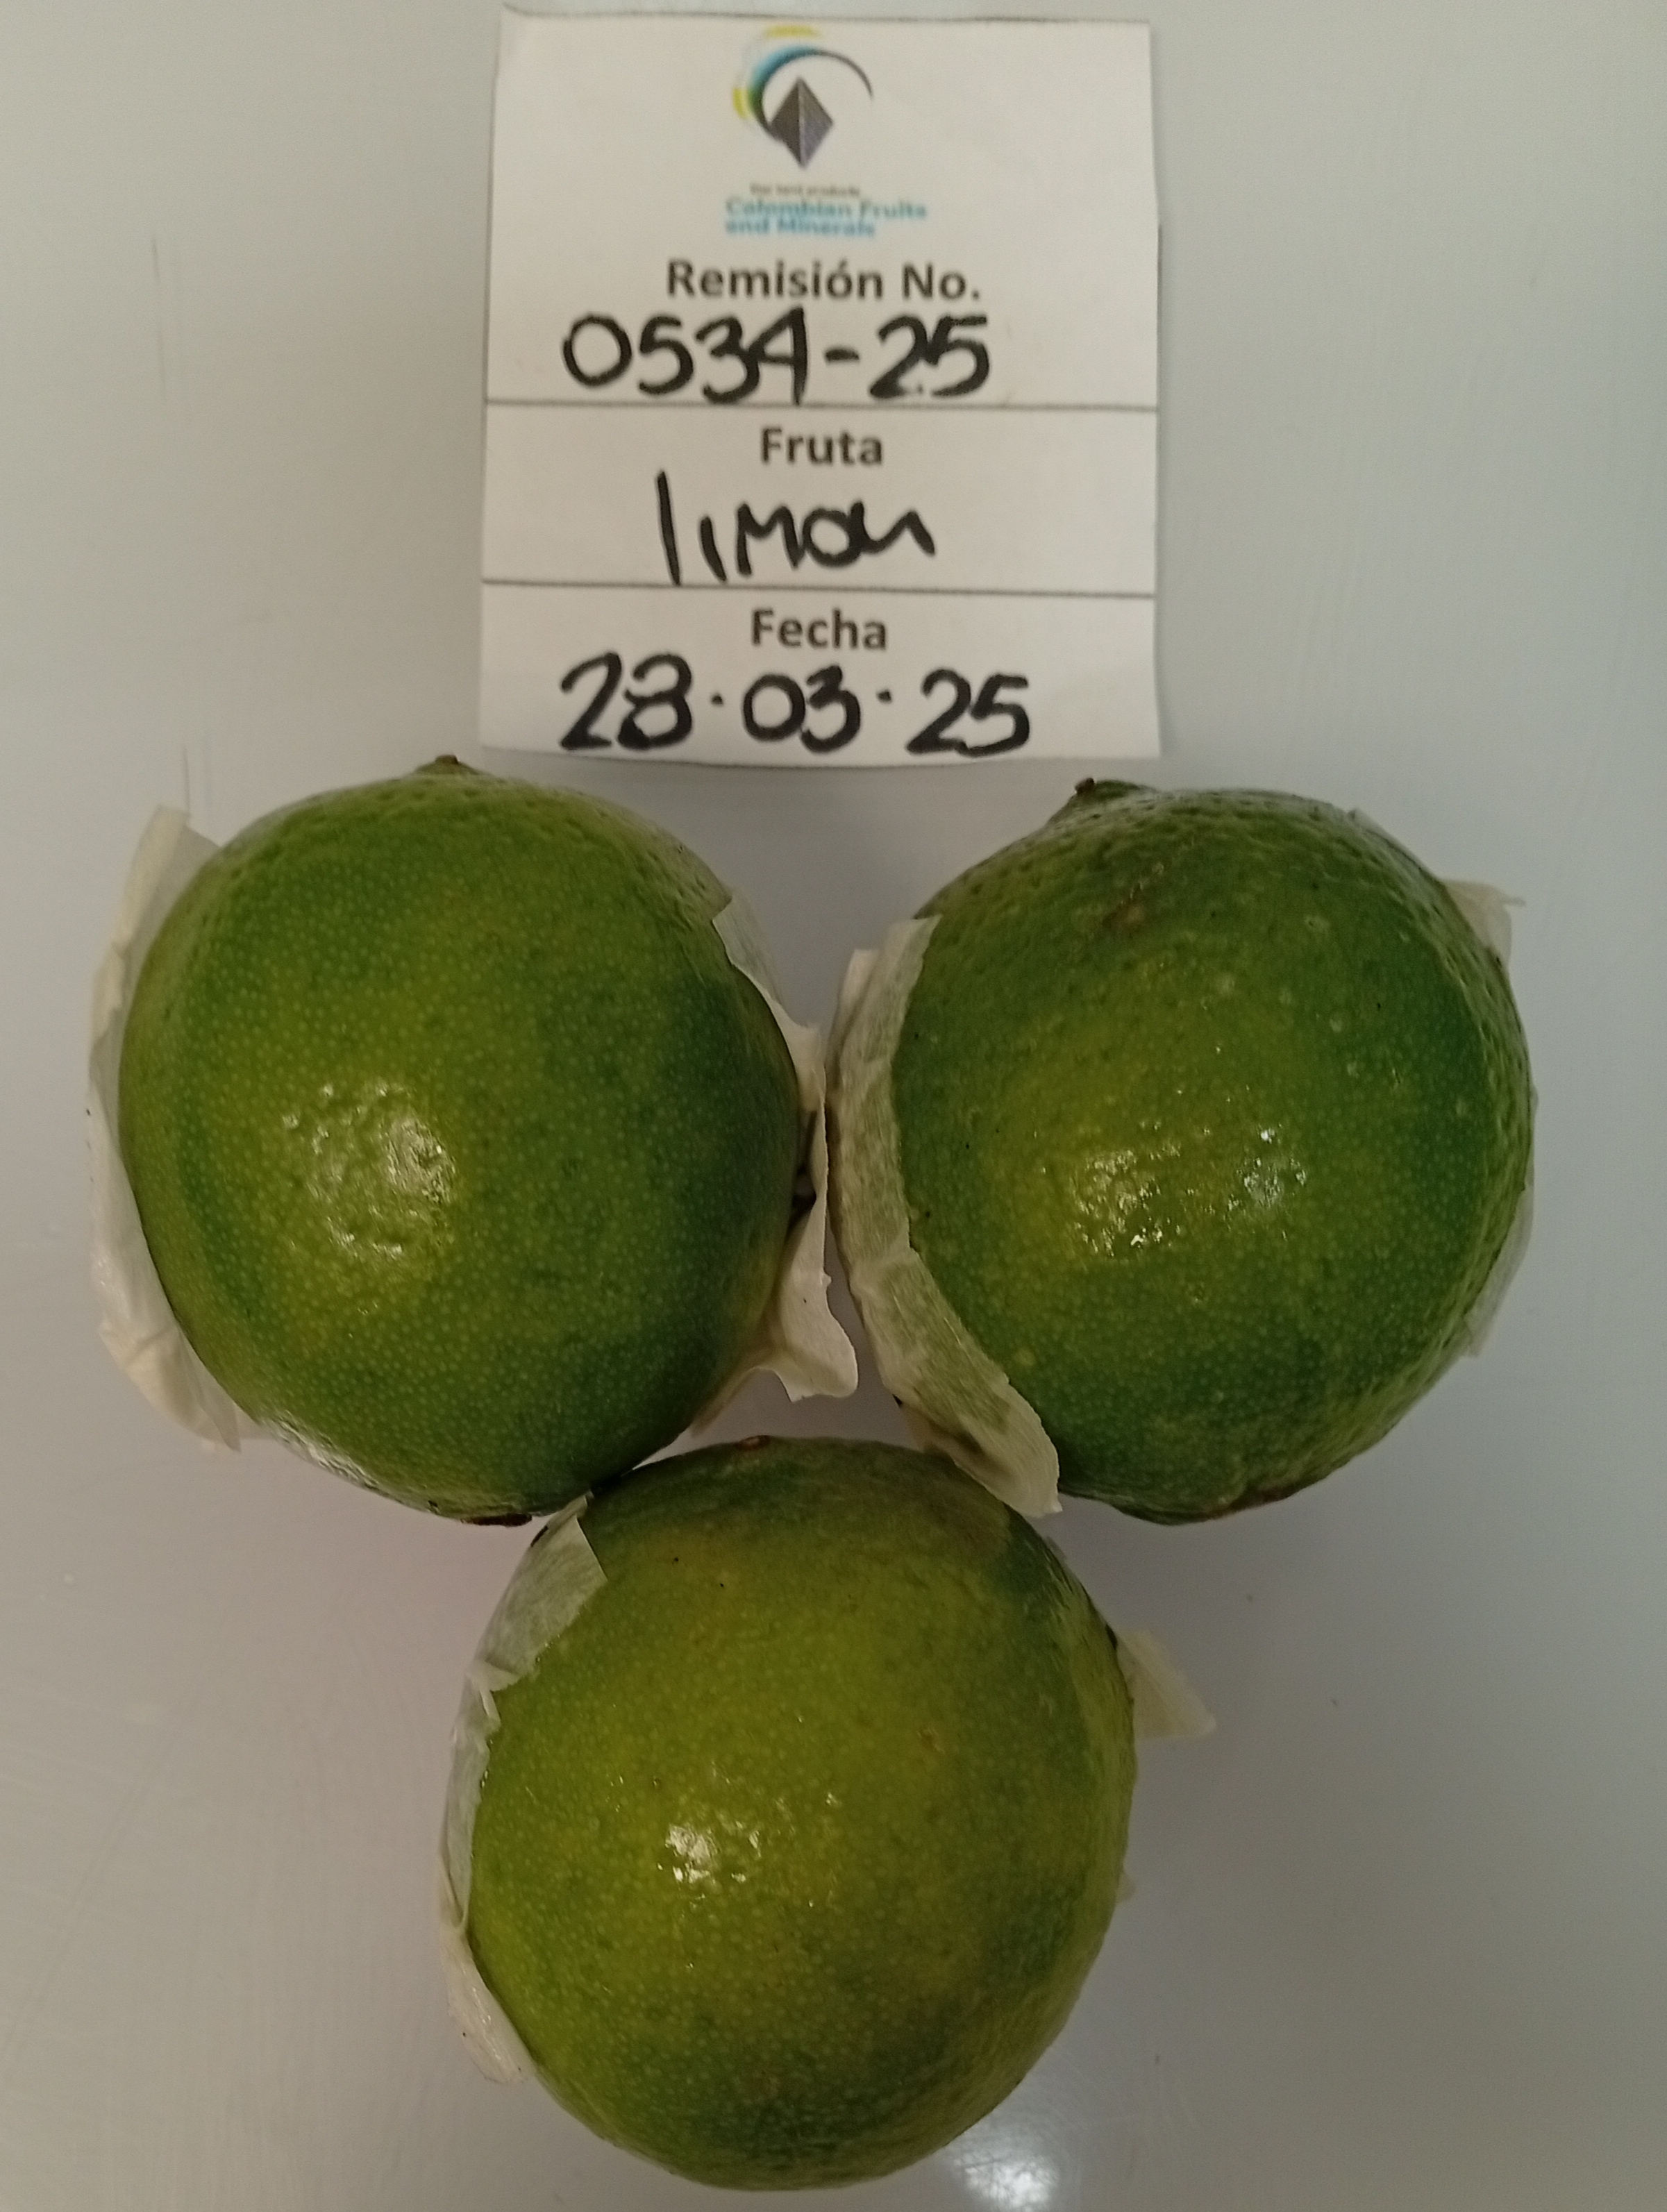 Colombian Fruits
and Minerals
Remisión No.
0534-25
Fruta
limon
Fecha
28·03·25